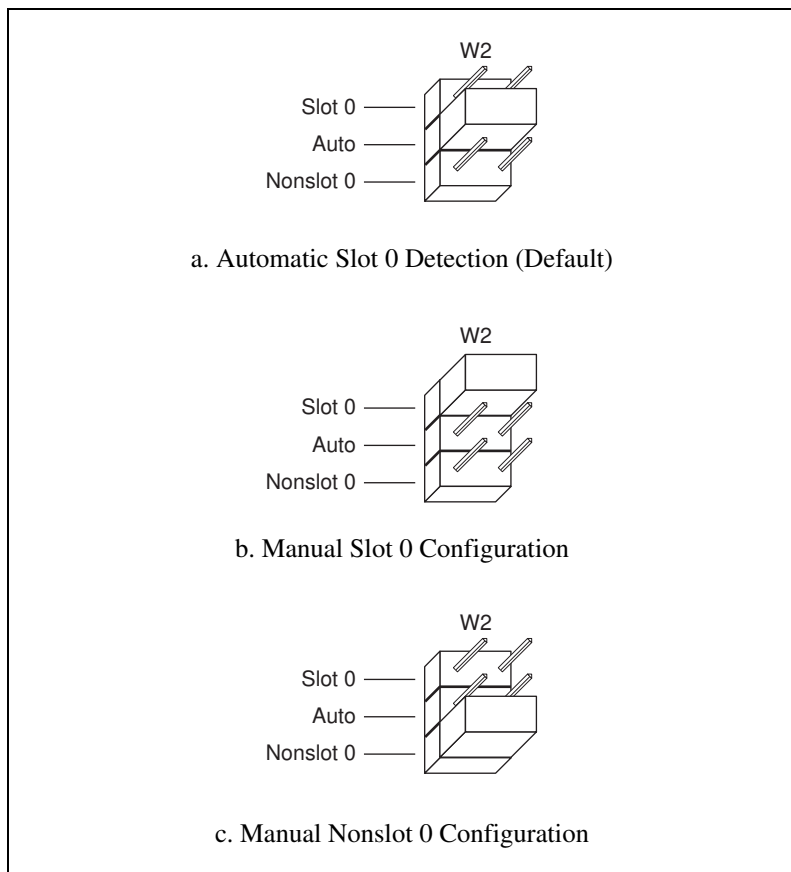 W2
Slot 0
Auto
Nonslot 0
a. Automatic Slot 0 Detection (Default)
W2
Slot 0
Auto
Nonslot 0
b. Manual Slot 0 Configuration
W2
Slot 0
Auto
Nonslot 0
c. Manual Nonslot 0 Configuration